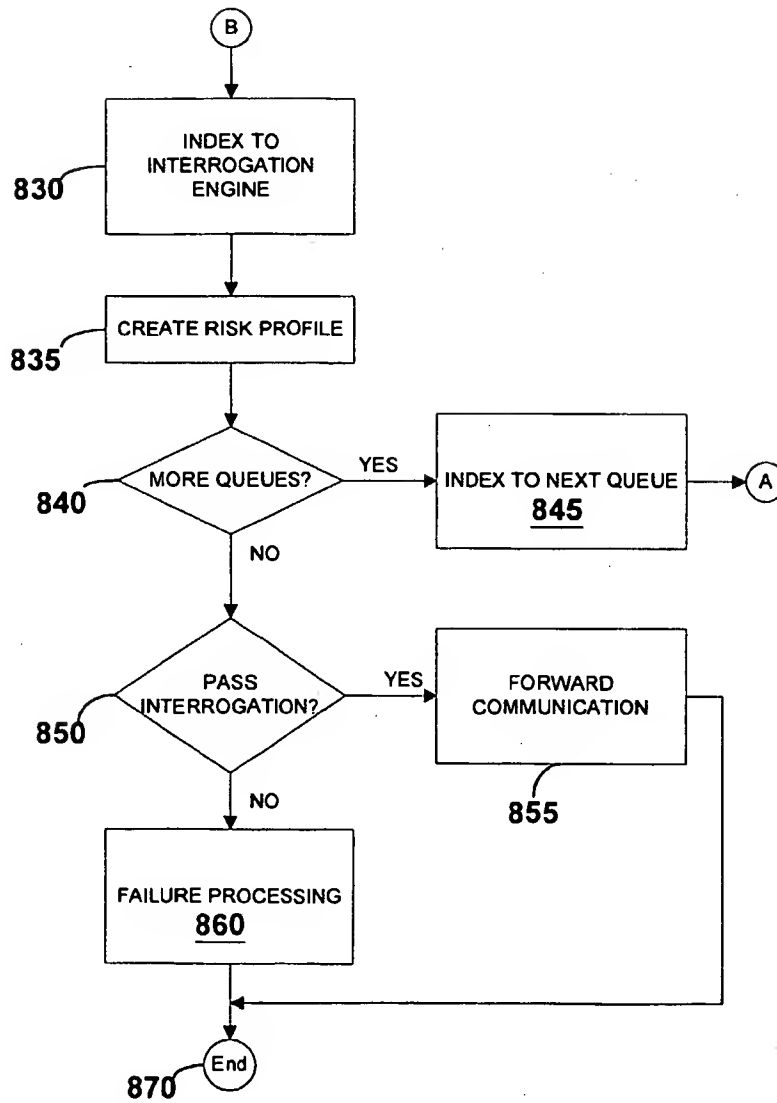 B
INDEX TO
INTERROGATION
ENGINE
830
CREATE RISK PROFILE
835
MORE QUEUES?
840
YES
INDEX TO NEXT QUEUE
845
A
NO
PASS
INTERROGATION?
850
YES
FORWARD
COMMUNICATION
855
NO
FAILURE PROCESSING
860
End
870